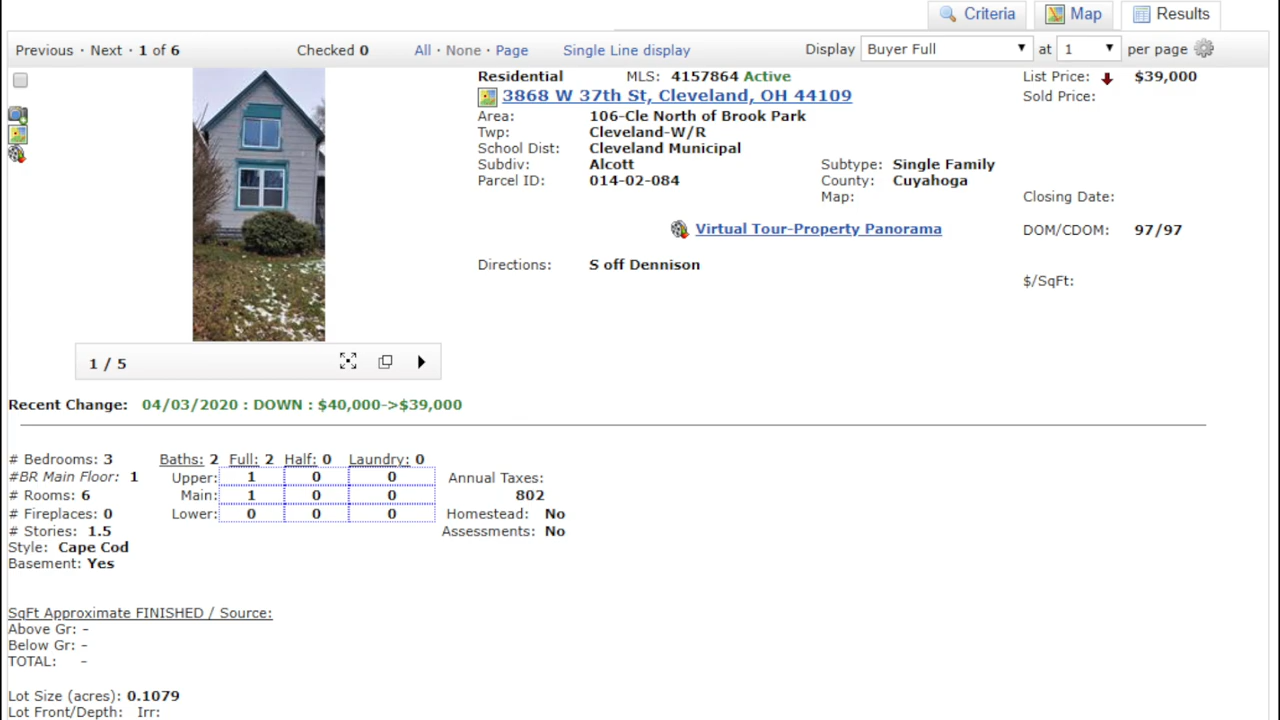 Criteria Map Results
Previous · Next · 1 of 6 Checked 0 All · None · Page Single Line display Display Buyer Full at 1 per page
Residential MLS: 4157864 Active List Price: $39,000
3868 W 37th St, Cleveland, OH 44109 Sold Price:
Area: 106-Cle North of Brook Park
Twp: Cleveland-W/R
School Dist: Cleveland Municipal
Subdiv: Alcott Subtype: Single Family
Parcel ID: 014-02-084 County: Cuyahoga
Map: Closing Date:
Virtual Tour-Property Panorama DOM/CDOM: 97/97
Directions: S off Dennison
$/SqFt:
1 / 5
Recent Change: 04/03/2020 : DOWN : $40,000->$39,000
# Bedrooms: 3 Baths: 2 Full: 2 Half: 0 Laundry: 0
#BR Main Floor: 1 Upper: 1 0 0 Annual Taxes:
# Rooms: 6 Main: 1 0 0 802
# Fireplaces: 0 Lower: 0 0 0 Homestead: No
# Stories: 1.5 Assessments: No
Style: Cape Cod
Basement: Yes
SqFt Approximate FINISHED / Source:
Above Gr: -
Below Gr: -
TOTAL: -
Lot Size (acres): 0.1079
Lot Front/Depth: Irr: